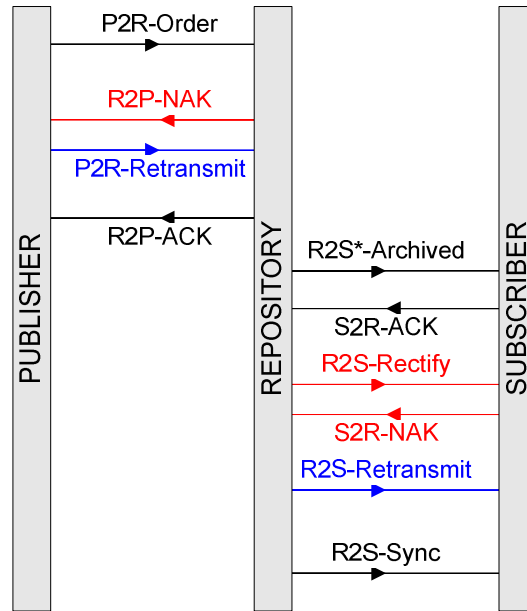 P2R-Order
R2P-NAK
P2R-Retransmit
R2P-ACK
PUBLISHER
REPOSITORY
SUBSCRIBER
R2S*-Archived
S2R-ACK
R2S-Rectify
S2R-NAK
R2S-Retransmit
R2S-Sync